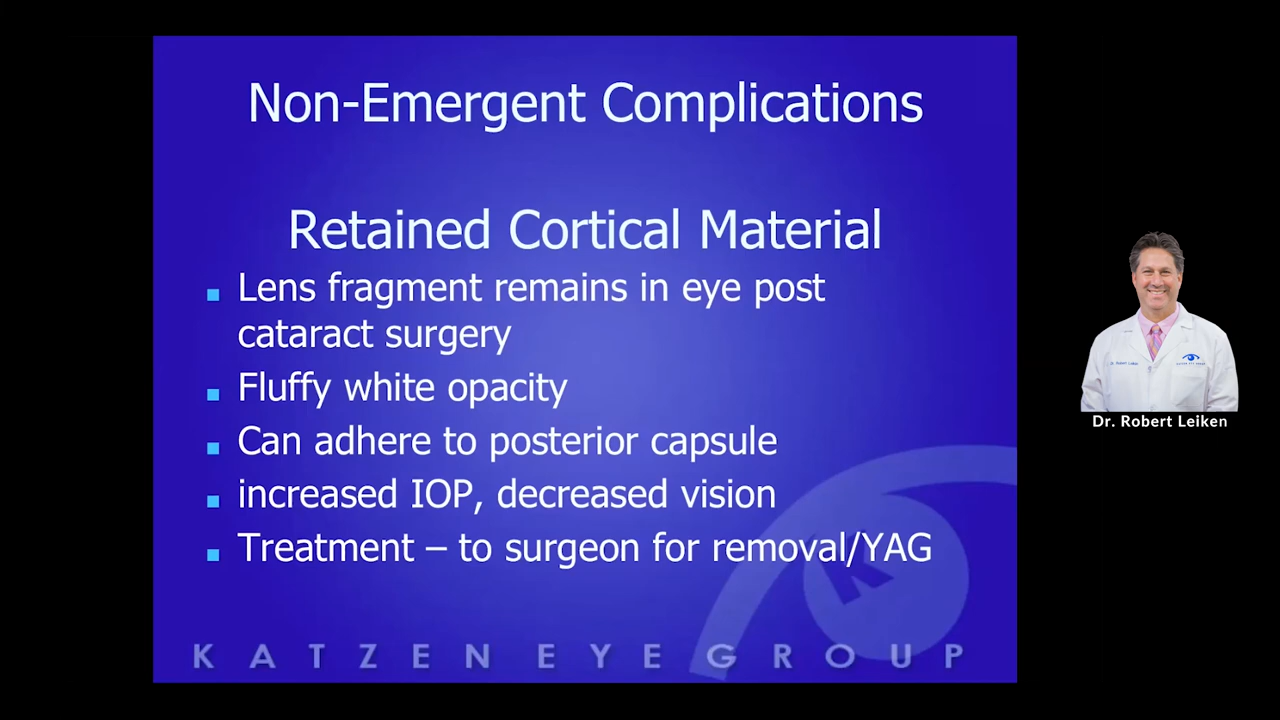 Non-Emergent Complications
Retained Cortical Material
Lens fragment remains in eye post
cataract surgery
Fluffy white opacity
Can adhere to posterior capsule
increased IOP, decreased vision
Treatment – to surgeon for removal/YAG
KATZEN EYE GROUP
Dr. Robert Leiken